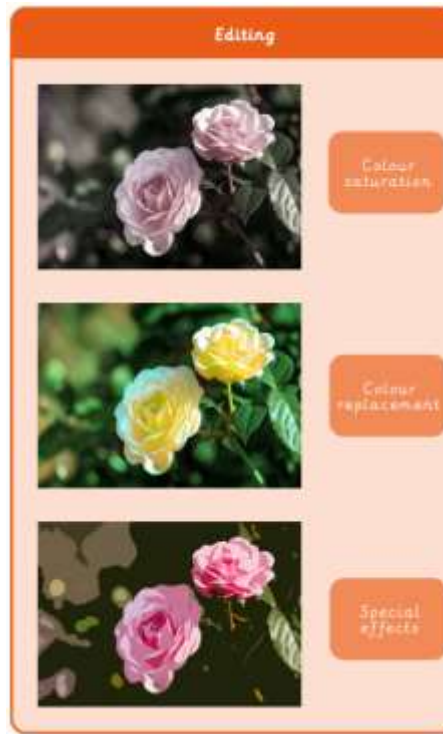 Editing
Colour
saturation
Colour
replacement
Special
effects